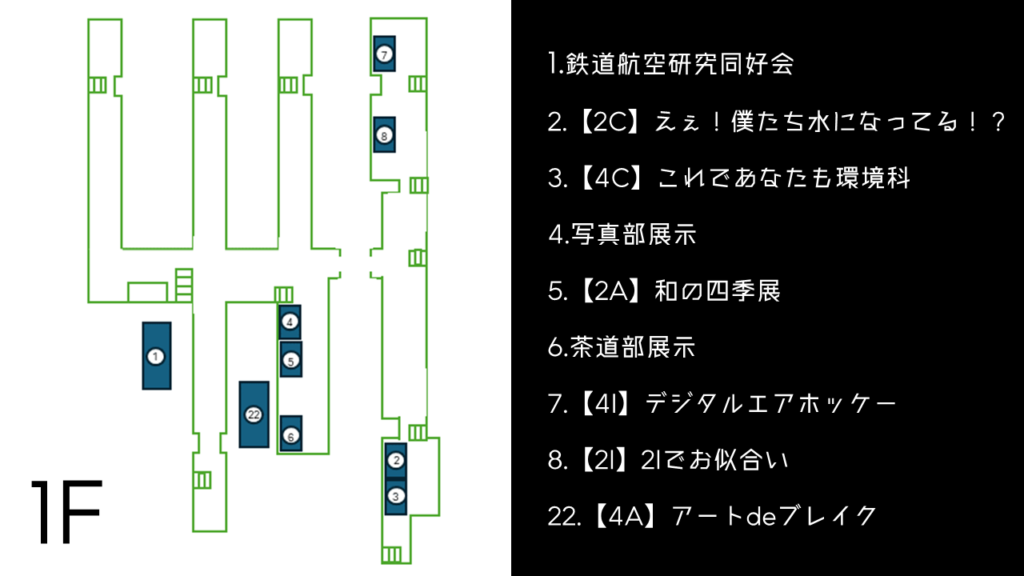 7
8
4
1
5
22
6
2
3
1F
1.鉄道航空研究同好会
2.【2C】えぇ！僕たち水になってる！？
3.【4C】これであなたも環境科
4.写真部展示
5.【2A】和の四季展
6.茶道部展示
7.【4I】デジタルエアホッケー
8.【2I】2Iでお似合い
22.【4A】アートdeブレイク